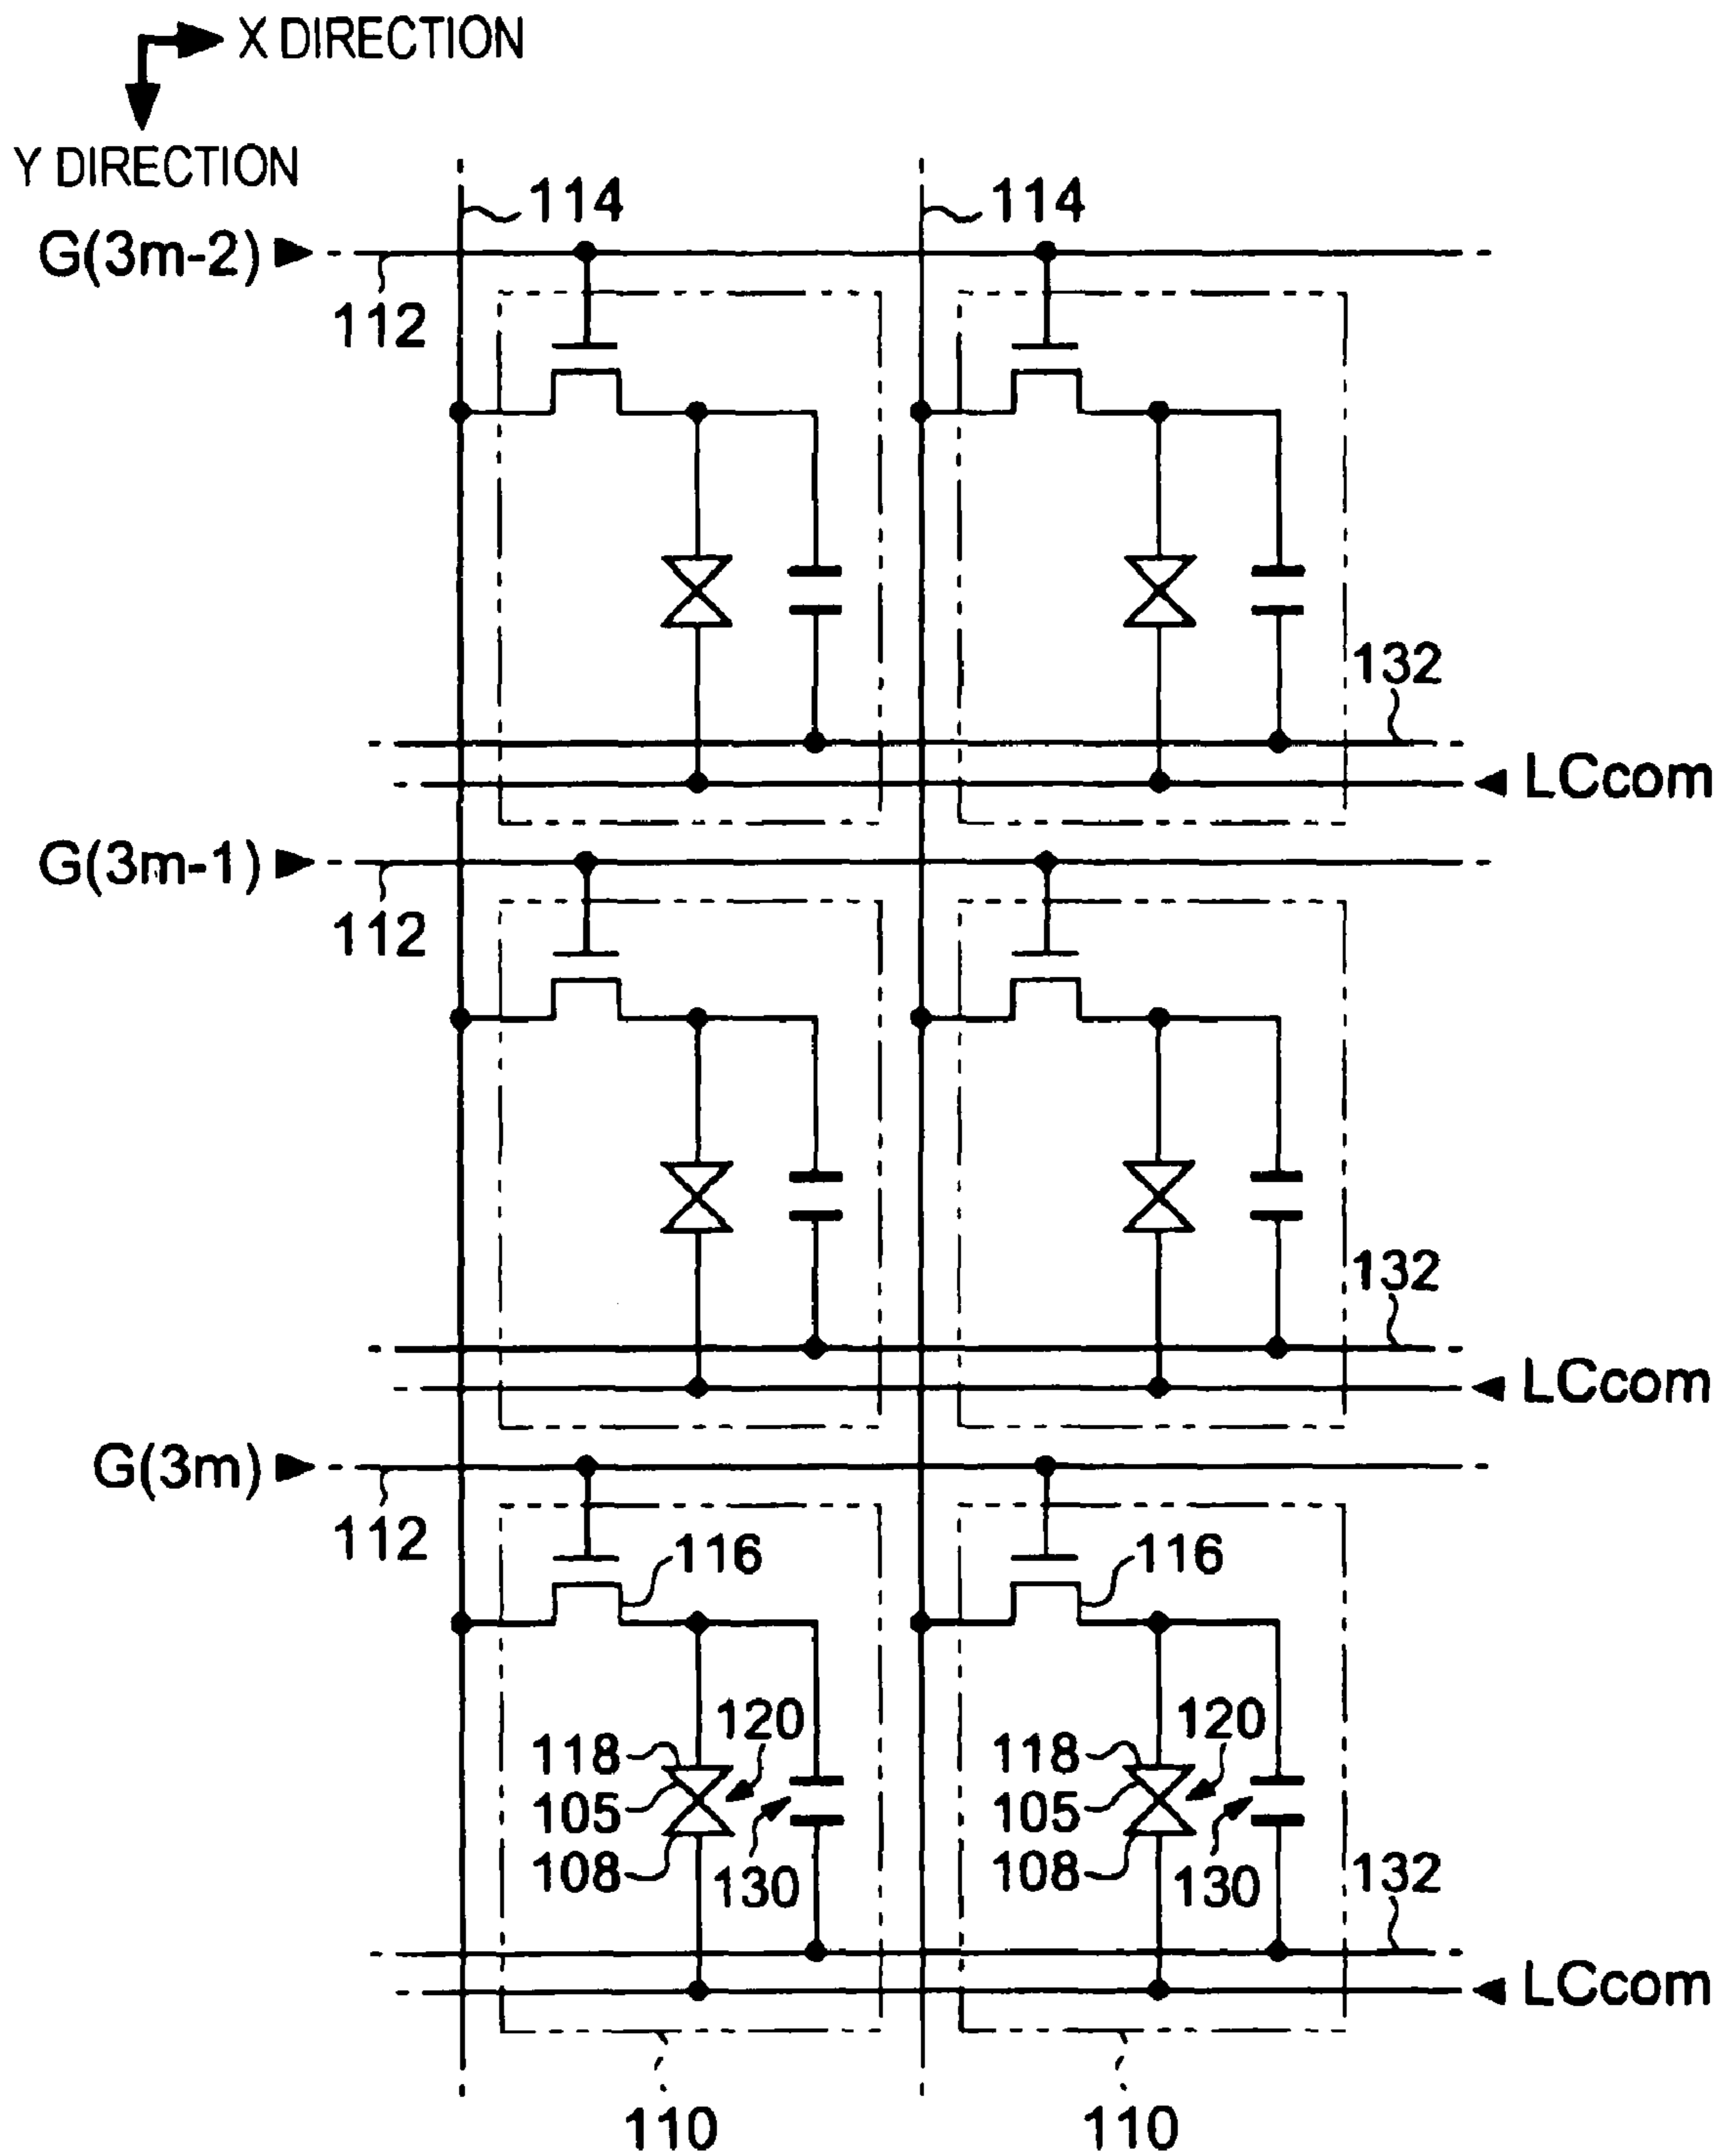 X DIRECTION
Y DIRECTION
114 114
G(3m-2)
112
132
LCcom
G(3m-1)
112
132
LCcom
G(3m)
112
116 116
120 120
118 118
105 105
108 108
130 130
132
LCcom
110 110